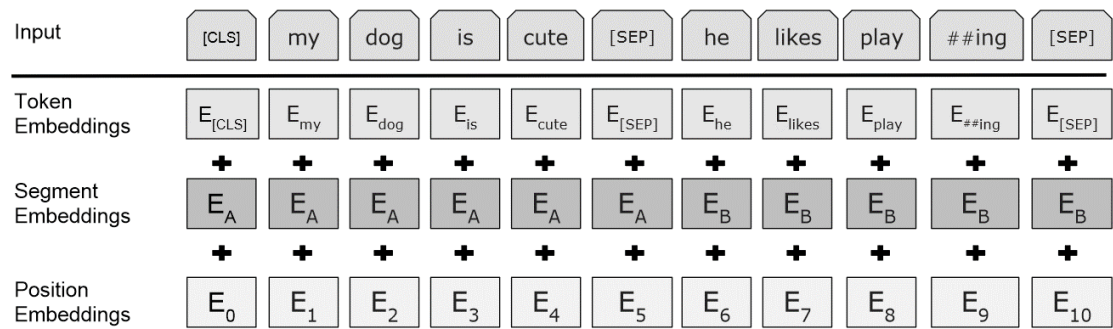 Input [CLS] my dog is cute [SEP] he likes play ##ing [SEP]
Token Embeddings E[CLS] Emy Edog Eis Ecute E[SEP] Ehe Elikes Eplay E##ing E[SEP]
+ + + + + + + + + + +
Segment Embeddings EA EA EA EA EA EA EB EB EB EB EB
+ + + + + + + + + + +
Position Embeddings E0 E1 E2 E3 E4 E5 E6 E7 E8 E9 E10